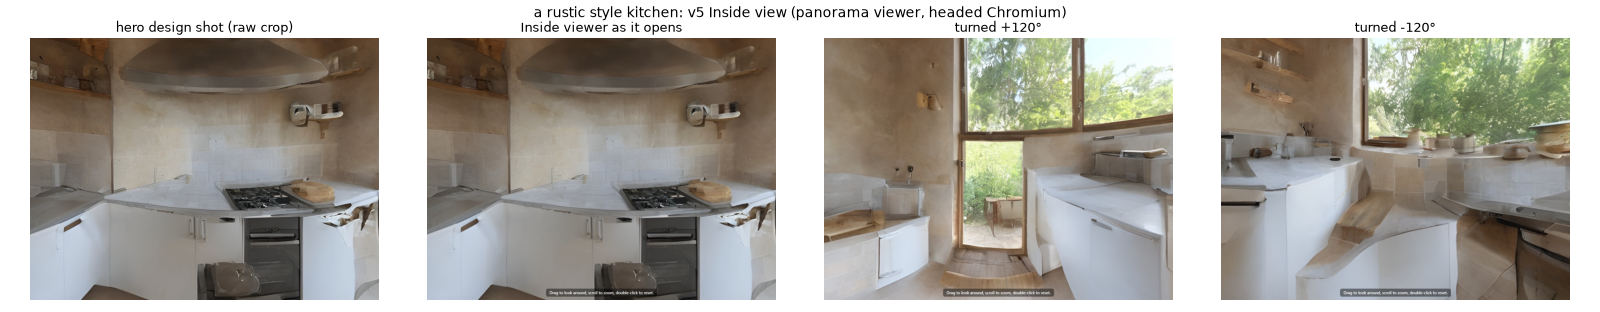 a rustic style kitchen: v5 Inside view (panorama viewer, headed Chromium)
hero design shot (raw crop)
Inside viewer as it opens
turned +120°
turned -120°
Drag to look around, scroll to zoom, double-click to reset.
Drag to look around, scroll to zoom, double-click to reset.
Drag to look around, scroll to zoom, double-click to reset.